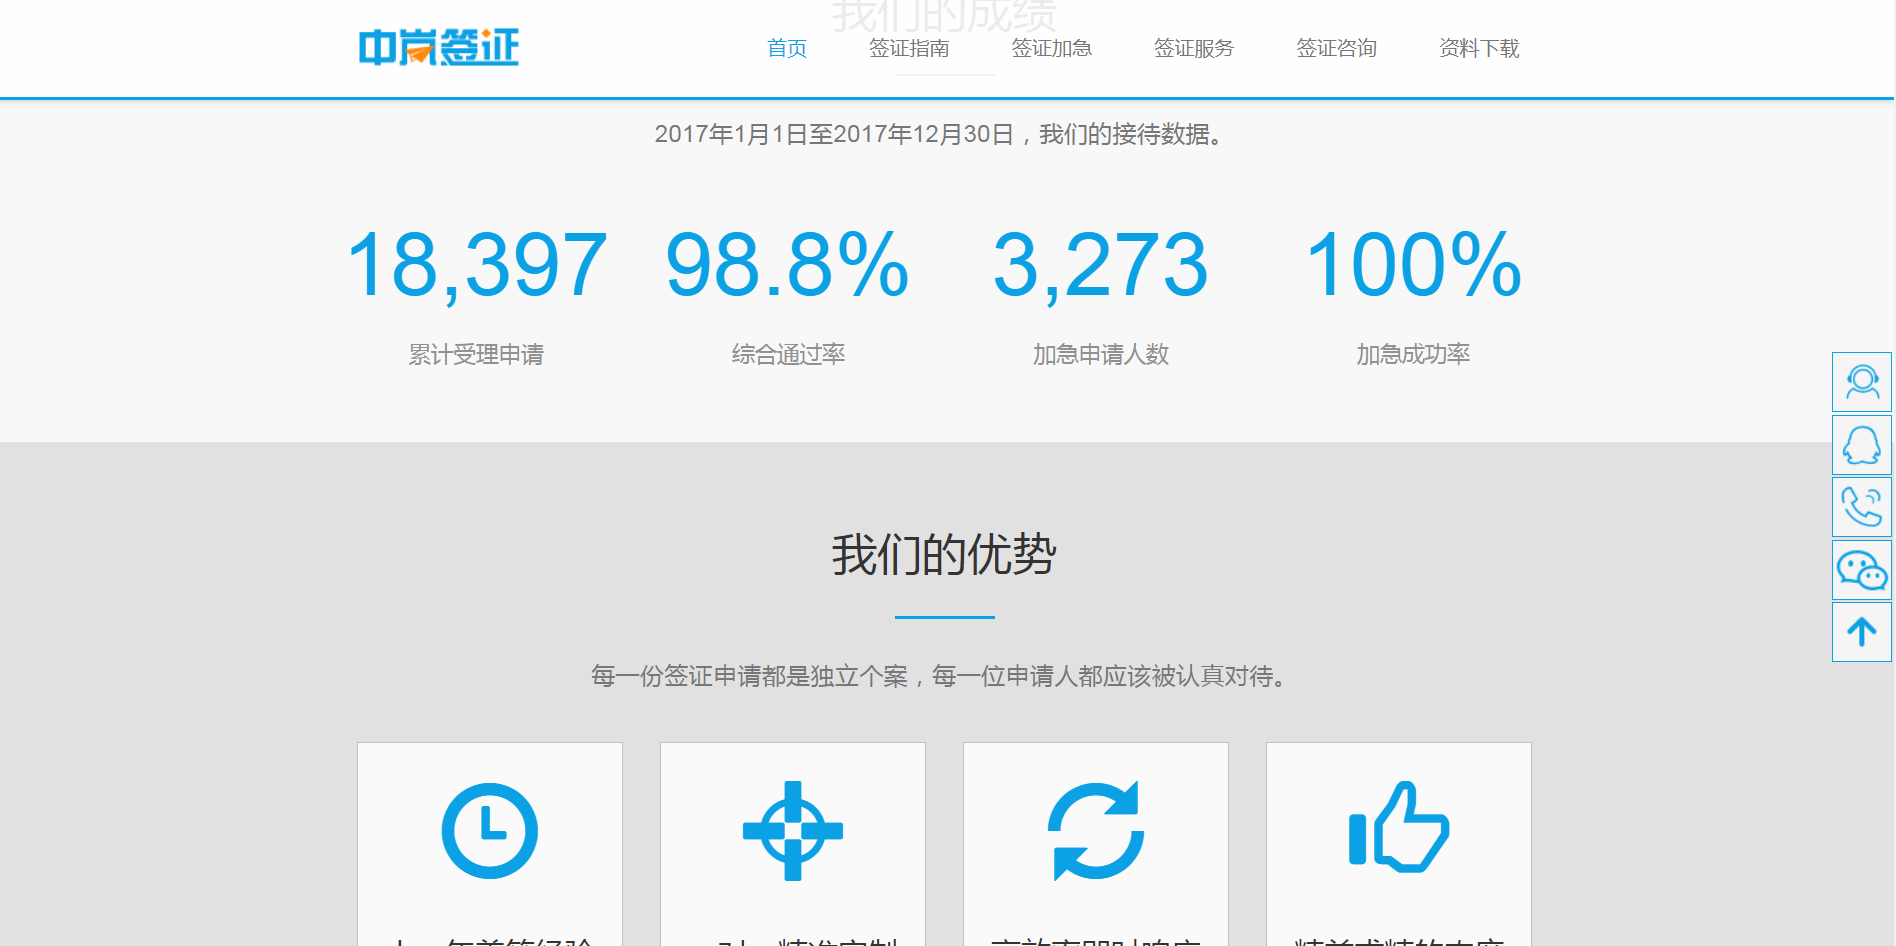 我们的成绩
中岚签证
首页 签证指南 签证加急 签证服务 签证咨询 资料下载
2017年1月1日至2017年12月30日，我们的接待数据。
18,397 98.8% 3,273 100%
累计受理申请 综合通过率 加急申请人数 加急成功率
我们的优势
每一份签证申请都是独立个案，每一位申请人都应该被认真对待。